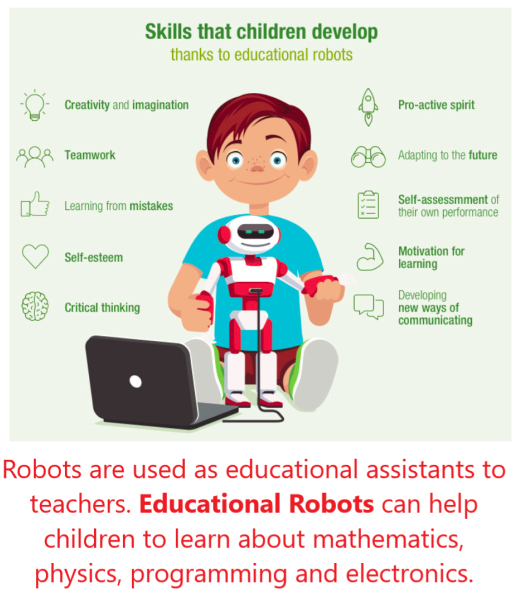 Skills that children develop
thanks to educational robots
Creativity and imagination
Teamwork
Learning from mistakes
Self-esteem
Critical thinking
Pro-active spirit
Adapting to the future
Self-assessmment of
their own performance
Motivation for
learning
Developing
new ways of
communicating
Robots are used as educational assistants to
teachers. Educational Robots can help
children to learn about mathematics,
physics, programming and electronics.